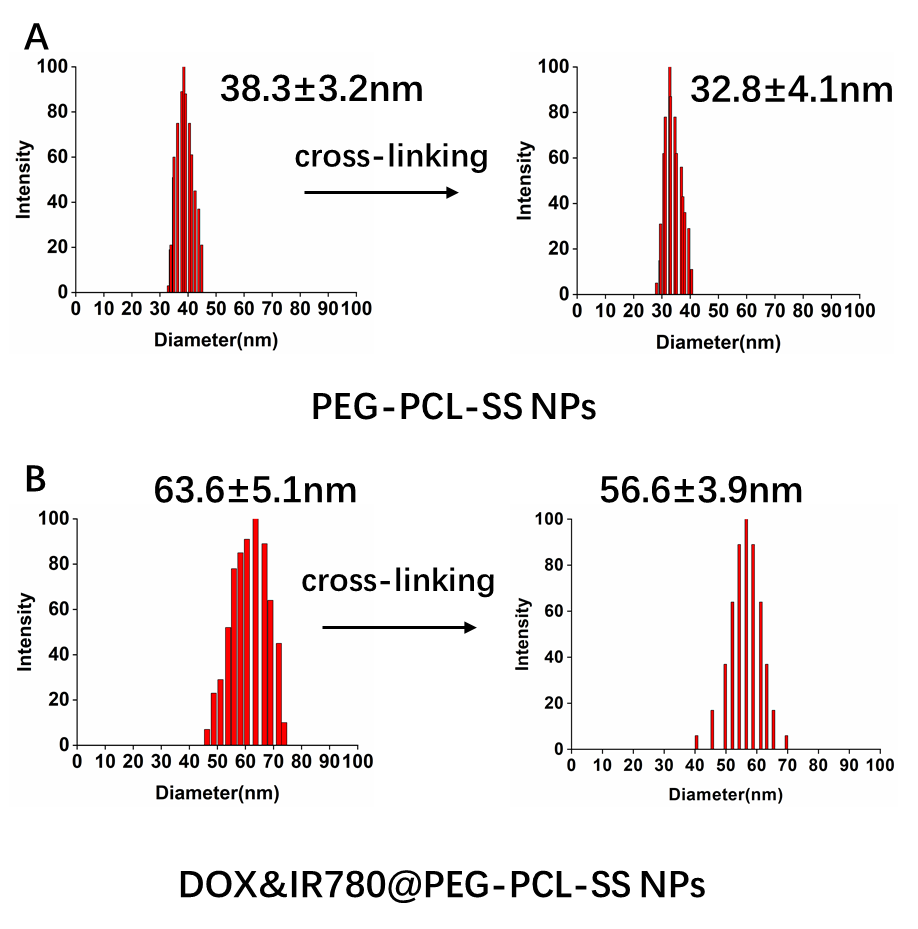 A
38.3±3.2nm
32.8±4.1nm
cross-linking
Intensity
100
80
60
40
20
0
0 10 20 30 40 50 60 70 80 90 100
Diameter(nm)
Intensity
100
80
60
40
20
0
0 10 20 30 40 50 60 70 80 90 100
Diameter(nm)
PEG-PCL-SS NPs
B
63.6±5.1nm
56.6±3.9nm
cross-linking
Intensity
100
80
60
40
20
0
0 10 20 30 40 50 60 70 80 90 100
Diameter(nm)
Intensity
100
80
60
40
20
0
0 10 20 30 40 50 60 70 80 90 100
Diameter(nm)
DOX&IR780@PEG-PCL-SS NPs